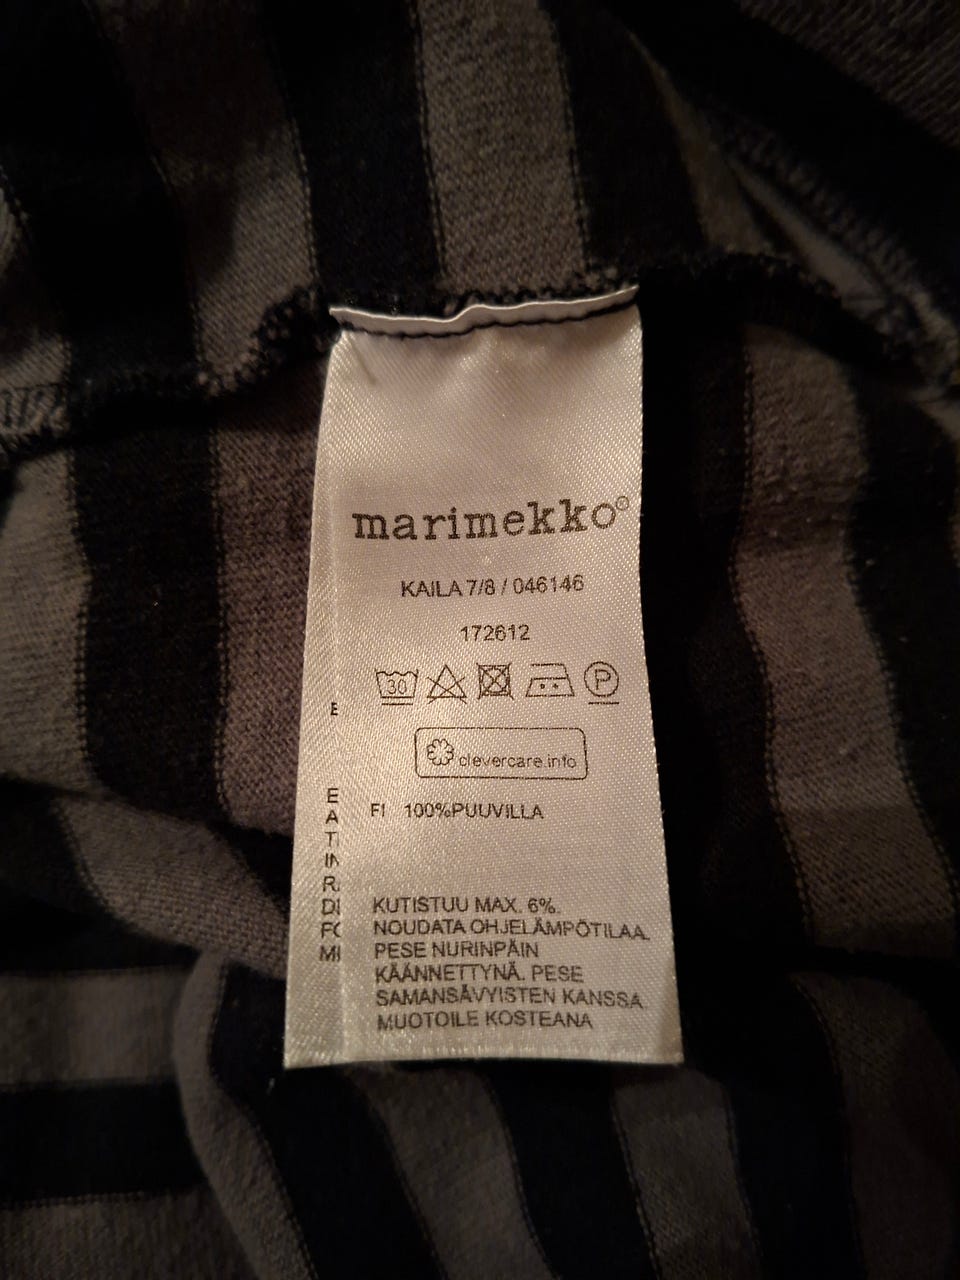 marimekko®
KAILA 7/8 / 046146
172612
30 P
clevercare.info
FI 100%PUUVILLA
KUTISTUU MAX. 6%.
NOUDATA OHJELÄMPÖTILAA.
PESE NURINPÄIN
KÄÄNNETTYNÄ. PESE
SAMANSÄVYISTEN KANSSA.
MUOTOILE KOSTEANA